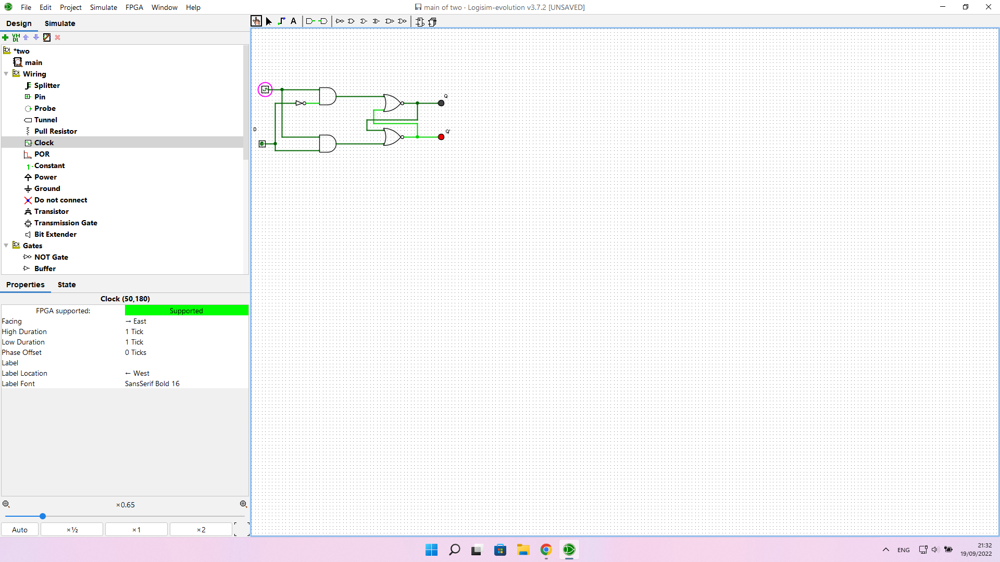 File Edit Project Simulate FPGA Window Help
main of two · Logisim-evolution v3.7.2 [UNSAVED]
Design Simulate
A
VH
DL
*two
main
Wiring
Splitter
Pin
Probe
Tunnel
Pull Resistor
Clock
POR
Constant
Power
Ground
Do not connect
Transistor
Transmission Gate
Bit Extender
Gates
NOT Gate
Buffer
Q
D
Q'
Properties State
Clock (50,180)
FPGA supported: Supported
Facing → East
High Duration 1 Tick
Low Duration 1 Tick
Phase Offset 0 Ticks
Label
Label Location ← West
Label Font SansSerif Bold 16
×0.65
Auto ×½ ×1 ×2
ENG
21:32
19/09/2022